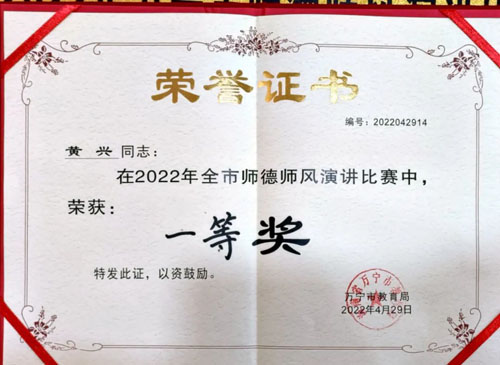 荣誉证书
编号：2022042914
黄兴同志：
在2022年全市师德师风演讲比赛中，
荣获：
一等奖
特发此证，以资鼓励。
万宁市教育局
2022年4月29日